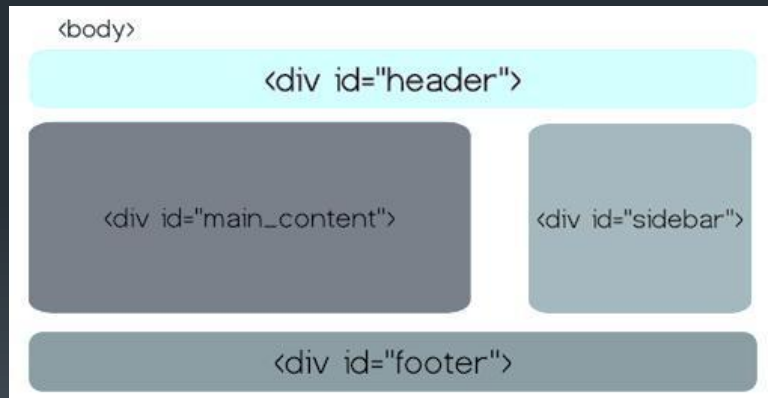 <body>
<div id="header">
<div id="main_content">
<div id="sidebar">
<div id="footer">